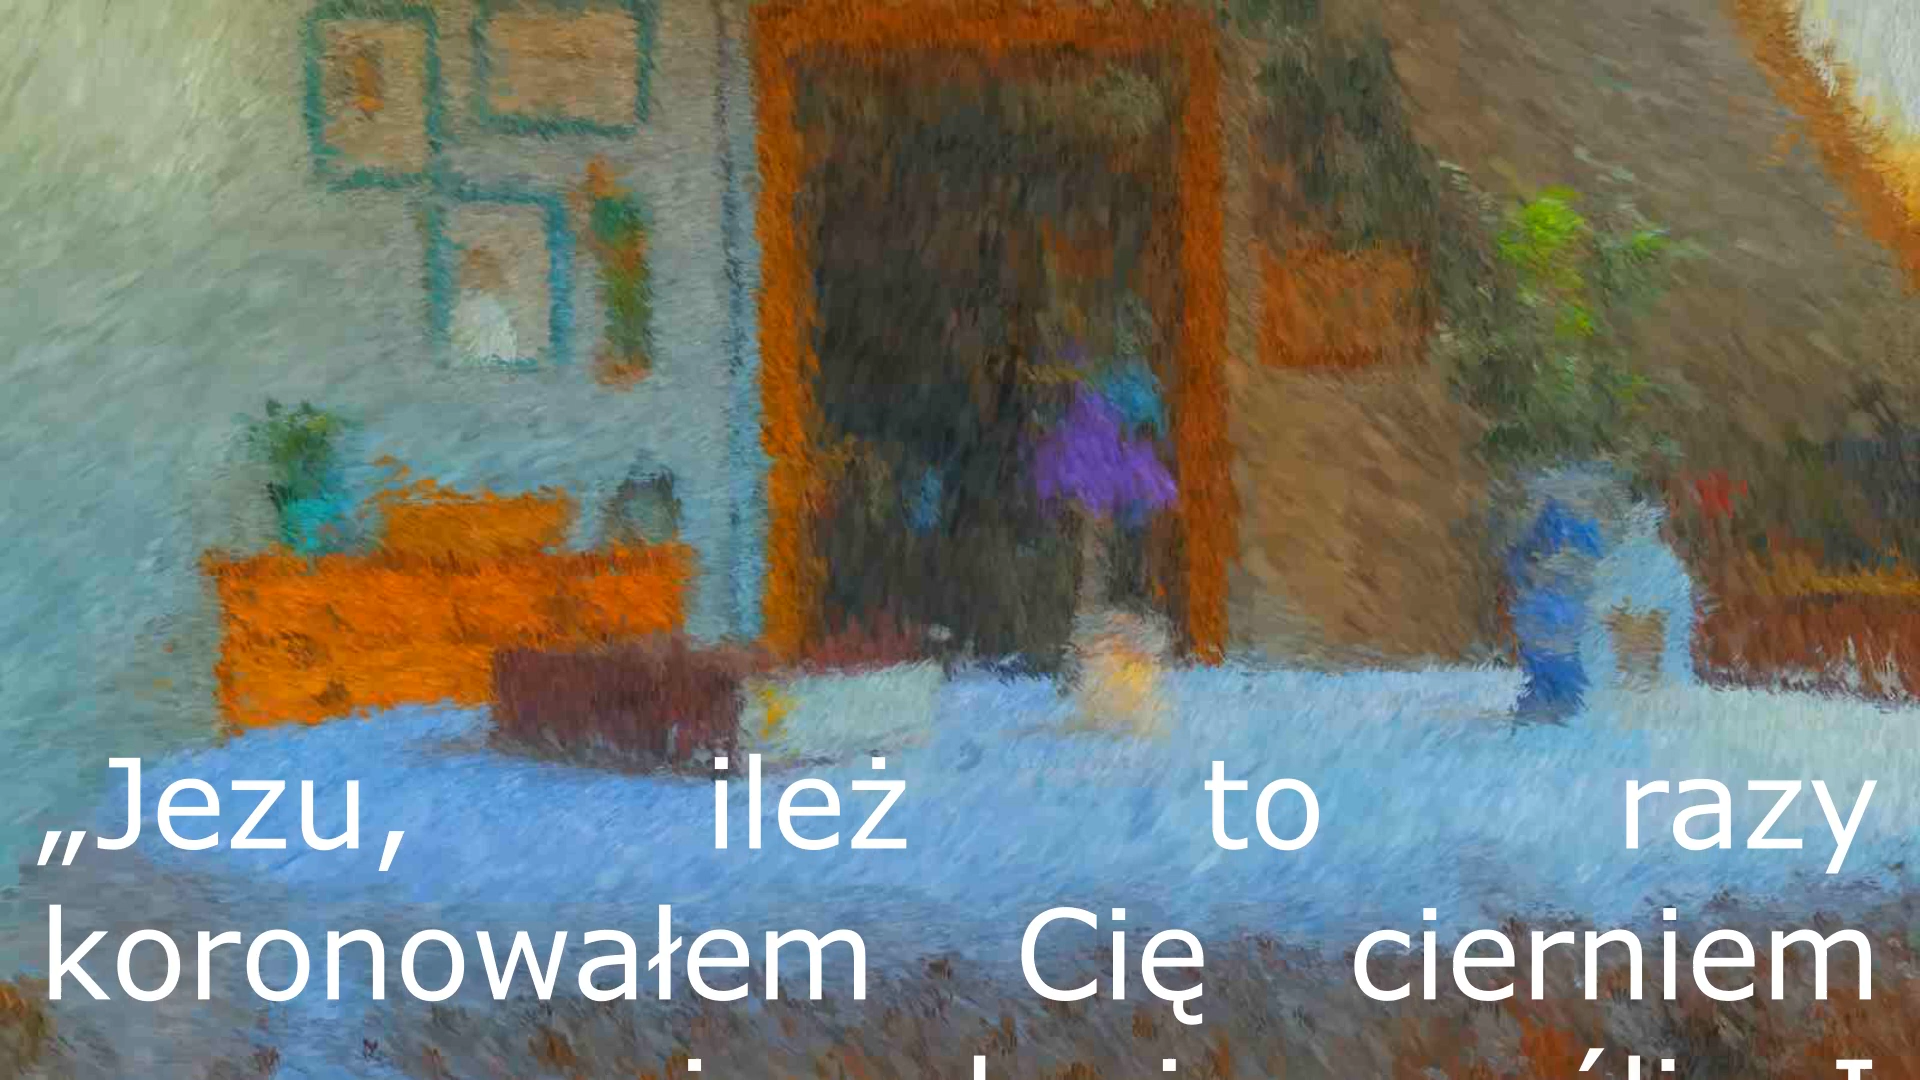 „Jezu, ileż to razy
koronowałem Cię cierniem